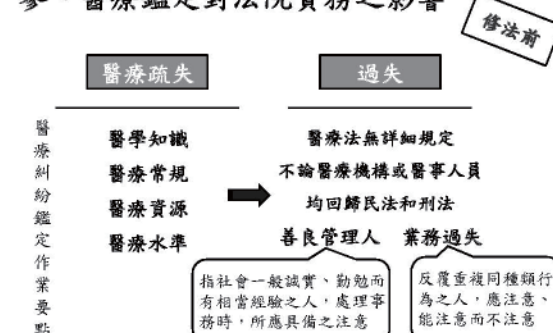 參、醫療鑑定對法院實務之影響
修法前
醫療疏失
過失
醫療糾紛鑑定作業要點
醫學知識
醫療常規
醫療資源
醫療水準
醫療法無詳細規定
不論醫療機構或醫事人員
均回歸民法和刑法
善良管理人 業務過失
指社會一般誠實、勤勉而
有相當經驗之人,處理事
務時,所應具備之注意
反覆重複同種類行
為之人,應注意、
能注意而不注意